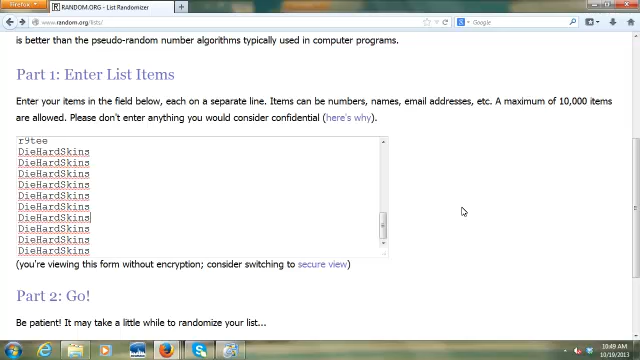 Firefox
RANDOM.ORG - List Randomizer
www.random.org/lists/
Google
is better than the pseudo-random number algorithms typically used in computer programs.
Part 1: Enter List Items
Enter your items in the field below, each on a separate line. Items can be numbers, names, email addresses, etc. A maximum of 10,000 items
are allowed. Please don't enter anything you would consider confidential (here's why).
r9tee
DieHardSkins
DieHardSkins
DieHardSkins
DieHardSkins
DieHardSkins
DieHardSkins
DieHardSkins
DieHardSkins
DieHardSkins
DieHardSkins
(you're viewing this form without encryption; consider switching to secure view)
Part 2: Go!
Be patient! It may take a little while to randomize your list...
10:49 AM
10/19/2013